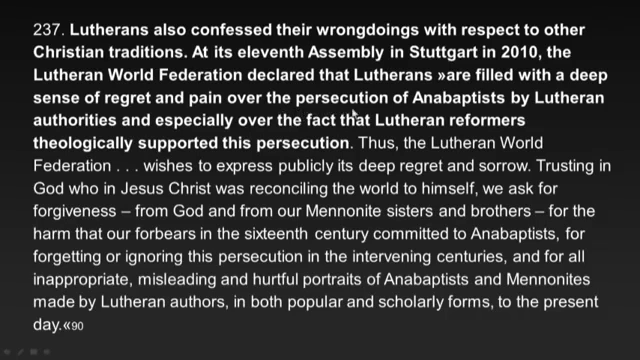 237. Lutherans also confessed their wrongdoings with respect to other
Christian traditions. At its eleventh Assembly in Stuttgart in 2010, the
Lutheran World Federation declared that Lutherans »are filled with a deep
sense of regret and pain over the persecution of Anabaptists by Lutheran
authorities and especially over the fact that Lutheran reformers
theologically supported this persecution. Thus, the Lutheran World
Federation . . . wishes to express publicly its deep regret and sorrow. Trusting in
God who in Jesus Christ was reconciling the world to himself, we ask for
forgiveness – from God and from our Mennonite sisters and brothers – for the
harm that our forbears in the sixteenth century committed to Anabaptists, for
forgetting or ignoring this persecution in the intervening centuries, and for all
inappropriate, misleading and hurtful portraits of Anabaptists and Mennonites
made by Lutheran authors, in both popular and scholarly forms, to the present
day.«90